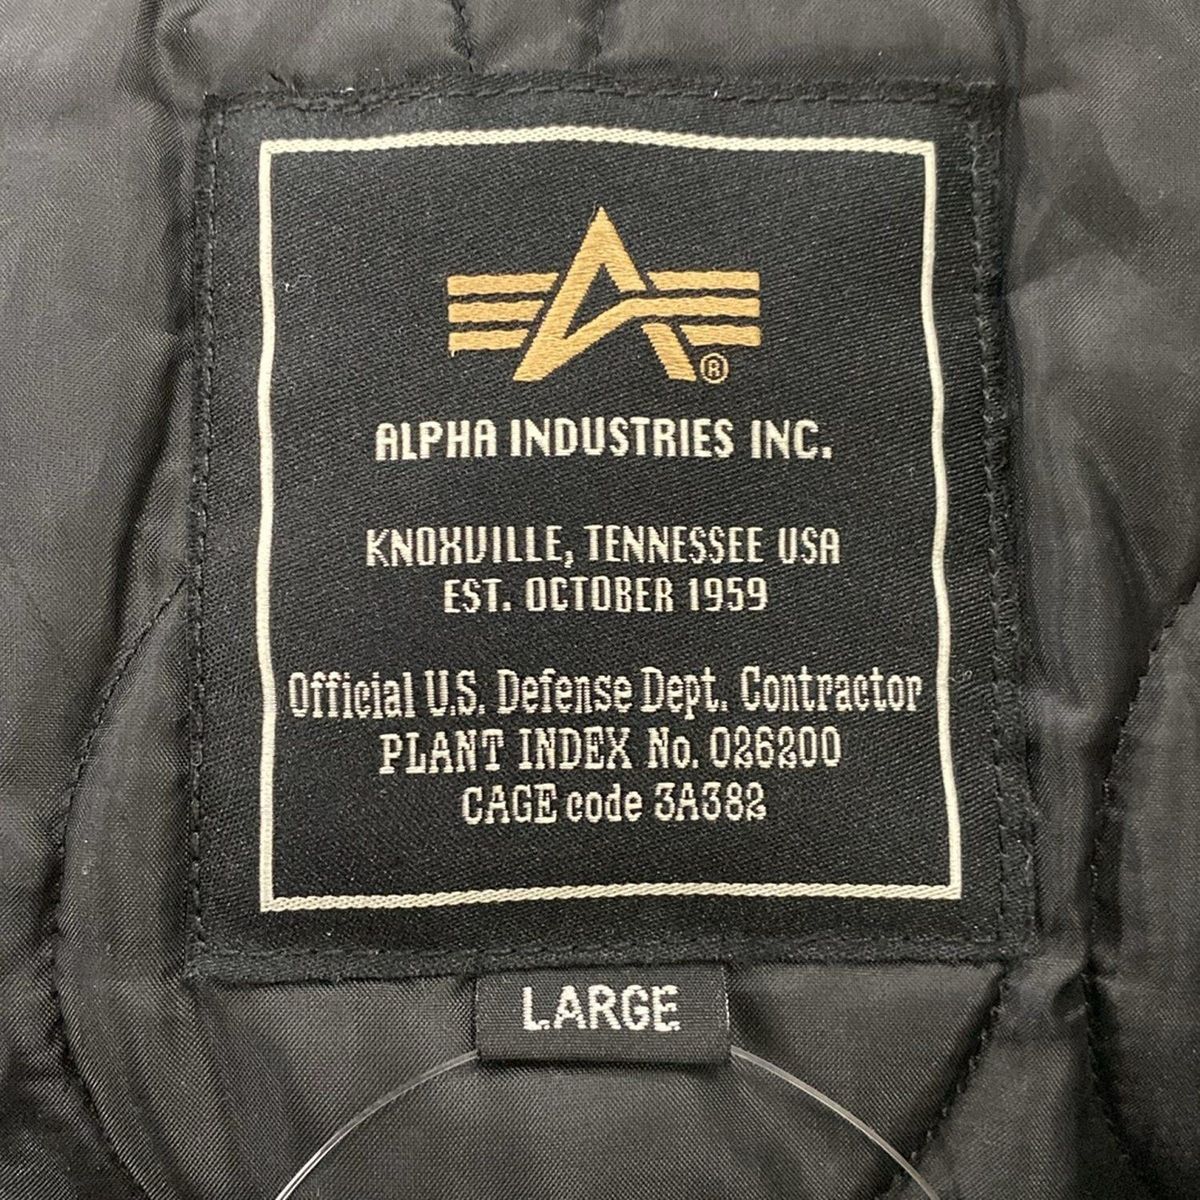 ®
ALPHA INDUSTRIES INC.
KNOXVILLE, TENNESSEE USA
EST. OCTOBER 1959
Official U.S. Defense Dept. Contractor
PLANT INDEX No. 026200
CAGE code 3A382
LARGE